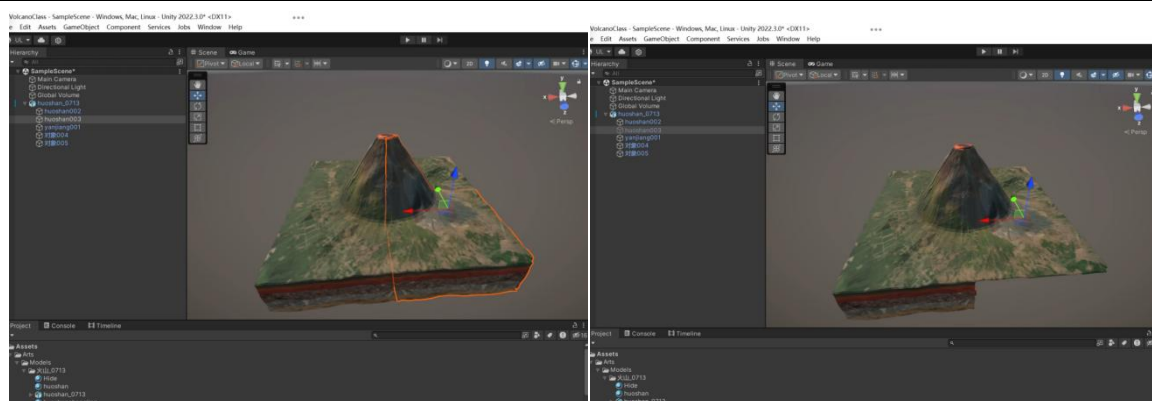 VolcanoClass - SampleScene - Windows, Mac, Linux - Unity 2022.3.0* <DX11>
e Edit Assets GameObject Component Services Jobs Window Help
UL
Hierarchy
Scene Game
Pivot Local
2D
All
SampleScene*
Main Camera
Directional Light
Global Volume
huoshan_0713
huoshan002
huoshan003
yanjiang001
对象004
对象005
y
x
z
Persp
Project Console Timeline
Assets
Arts
Models
火山_0713
Hide
huoshan
huoshan_0713
VolcanoClass - SampleScene - Windows, Mac, Linux - Unity 2022.3.0* <DX11>
e Edit Assets GameObject Component Services Jobs Window Help
UL
Hierarchy
Scene Game
Pivot Local
2D
All
SampleScene*
Main Camera
Directional Light
Global Volume
huoshan_0713
huoshan002
huoshan003
yanjiang001
对象004
对象005
y
x
z
Persp
Project Console Timeline
Assets
Arts
Models
火山_0713
Hide
huoshan
huoshan_0713